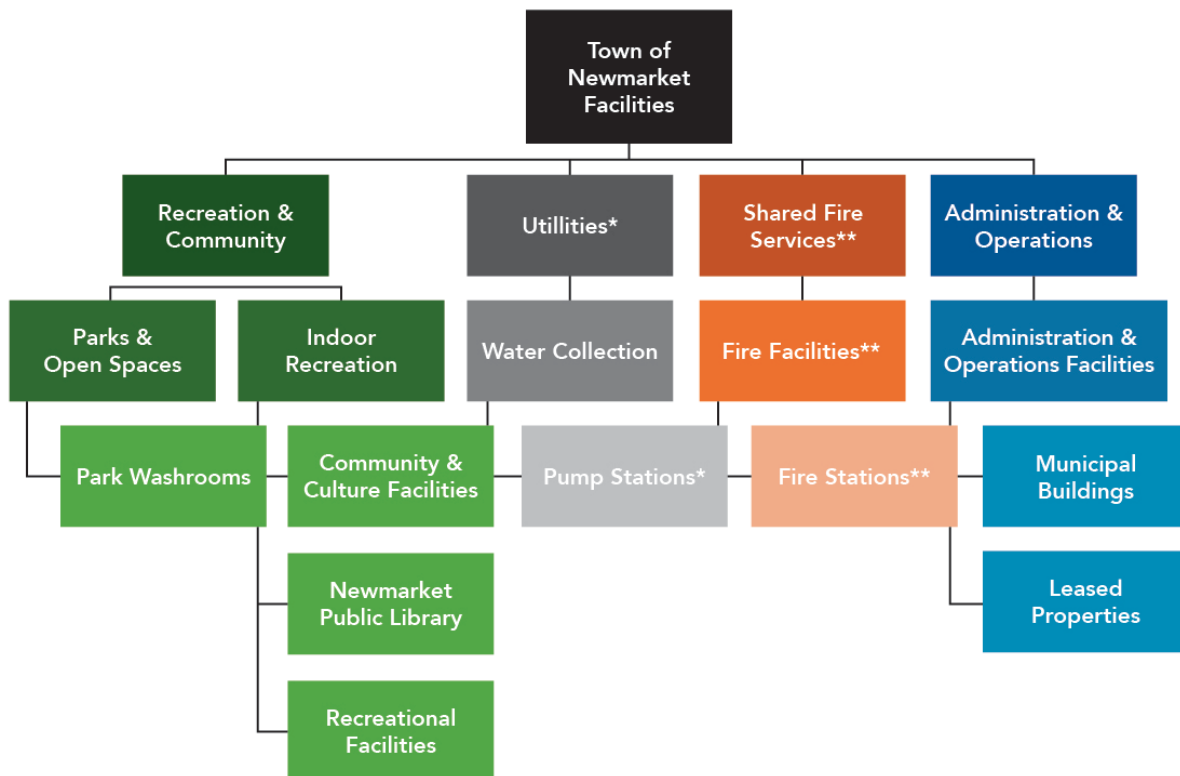 Town of
Newmarket
Facilities
Recreation &
Community
Utillities*
Shared Fire
Services**
Administration &
Operations
Parks &
Open Spaces
Indoor
Recreation
Water Collection
Fire Facilities**
Administration &
Operations Facilities
Park Washrooms
Community &
Culture Facilities
Pump Stations*
Fire Stations**
Municipal
Buildings
Newmarket
Public Library
Leased
Properties
Recreational
Facilities